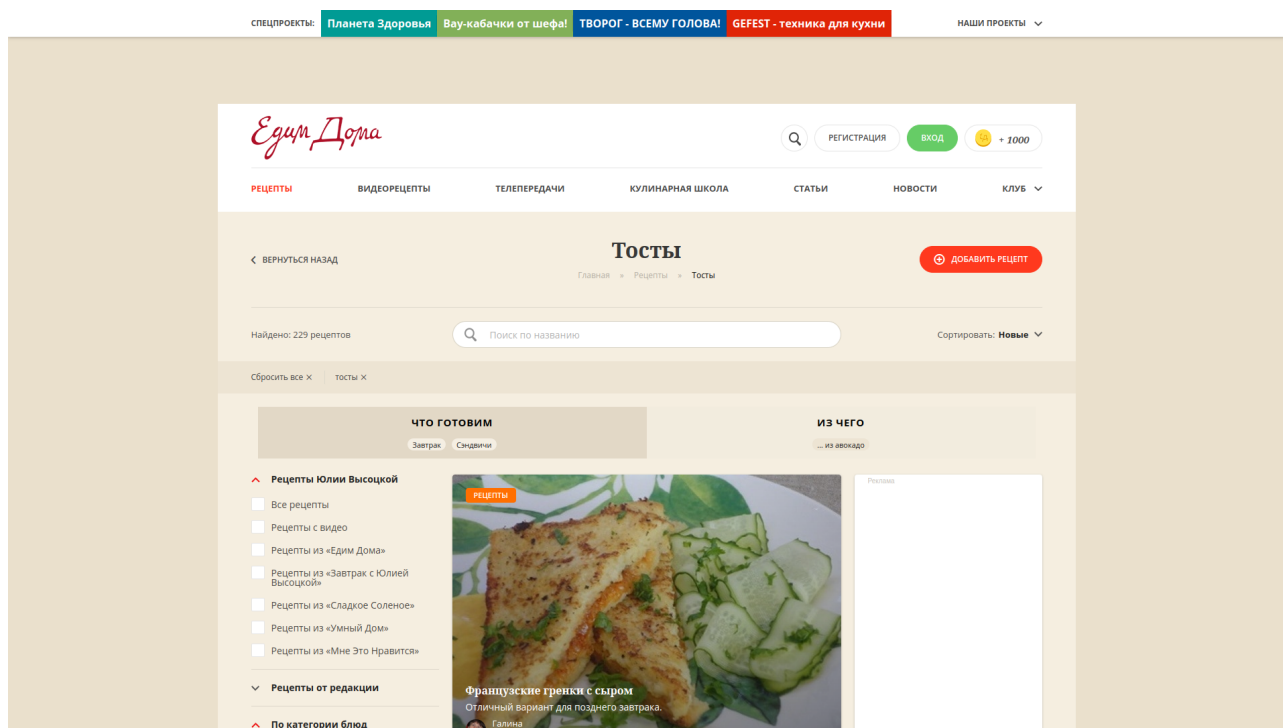 СПЕЦПРОЕКТЫ: Планета Здоровья Вау-кабачки от шефа! ТВОРОГ - ВСЕМУ ГОЛОВА! GEFEST - техника для кухни НАШИ ПРОЕКТЫ
Едим Дома
РЕГИСТРАЦИЯ ВХОД + 1000
РЕЦЕПТЫ ВИДЕОРЕЦЕПТЫ ТЕЛЕПЕРЕДАЧИ КУЛИНАРНАЯ ШКОЛА СТАТЬИ НОВОСТИ КЛУБ
ВЕРНУТЬСЯ НАЗАД
Тосты
Главная » Рецепты » Тосты
ДОБАВИТЬ РЕЦЕПТ
Найдено: 229 рецептов
Поиск по названию
Сортировать: Новые
Сбросить все × тосты ×
ЧТО ГОТОВИМ
Завтрак Сэндвичи
ИЗ ЧЕГО
... из авокадо
Рецепты Юлии Высоцкой
Все рецепты
Рецепты с видео
Рецепты из «Едим Дома»
Рецепты из «Завтрак с Юлией
Высоцкой»
Рецепты из «Сладкое Соленое»
Рецепты из «Умный Дом»
Рецепты из «Мне Это Нравится»
Рецепты от редакции
По категории блюд
РЕЦЕПТЫ
Французские гренки с сыром
Отличный вариант для позднего завтрака.
Галина
Реклама